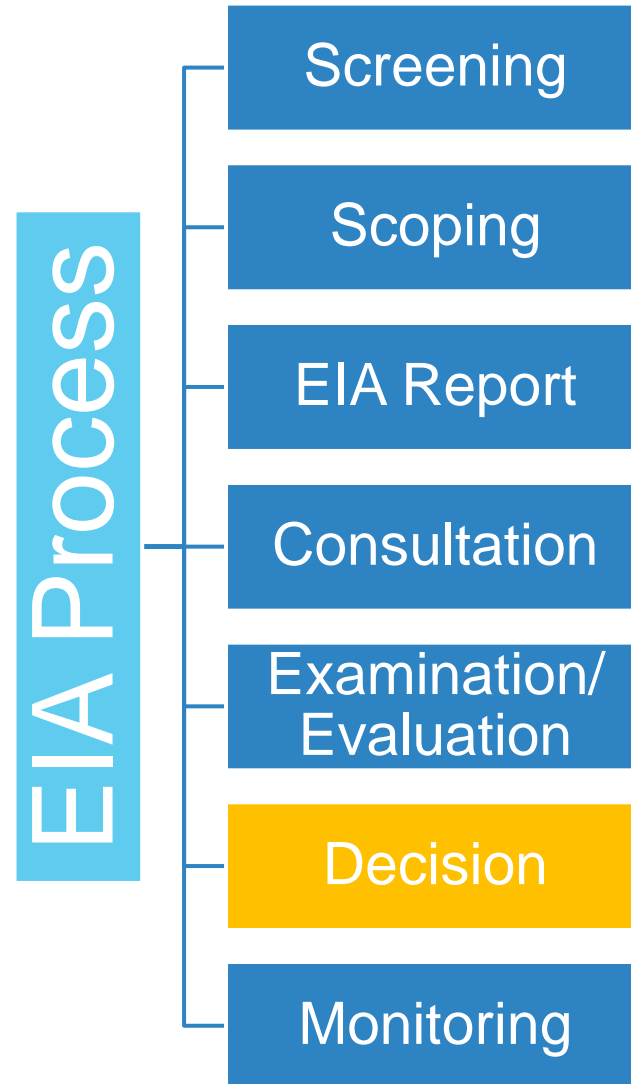 EIA Process
Screening
Scoping
EIA Report
Consultation
Examination/
Evaluation
Decision
Monitoring